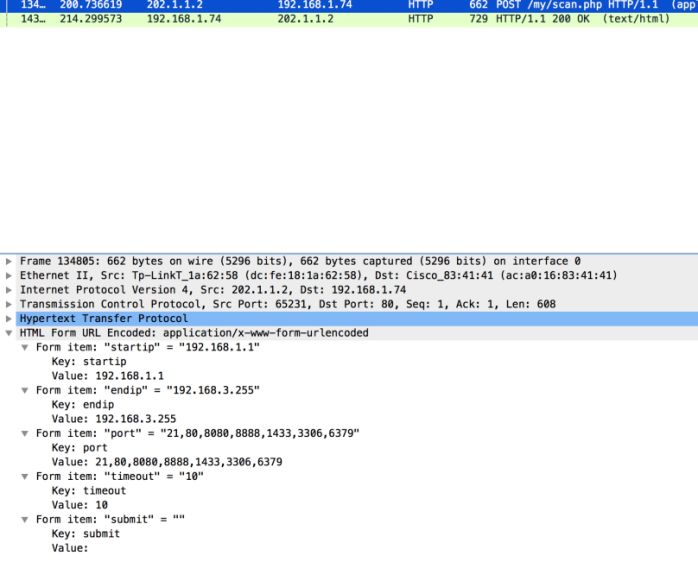 134… 200.736619 202.1.1.2 192.168.1.74 HTTP 662 POST /my/scan.php HTTP/1.1 (app
143… 214.299573 192.168.1.74 202.1.1.2 HTTP 729 HTTP/1.1 200 OK (text/html)
Frame 134805: 662 bytes on wire (5296 bits), 662 bytes captured (5296 bits) on interface 0
Ethernet II, Src: Tp-LinkT_1a:62:58 (dc:fe:18:1a:62:58), Dst: Cisco_83:41:41 (ac:a0:16:83:41:41)
Internet Protocol Version 4, Src: 202.1.1.2, Dst: 192.168.1.74
Transmission Control Protocol, Src Port: 65231, Dst Port: 80, Seq: 1, Ack: 1, Len: 608
Hypertext Transfer Protocol
HTML Form URL Encoded: application/x-www-form-urlencoded
Form item: "startip" = "192.168.1.1"
Key: startip
Value: 192.168.1.1
Form item: "endip" = "192.168.3.255"
Key: endip
Value: 192.168.3.255
Form item: "port" = "21,80,8080,8888,1433,3306,6379"
Key: port
Value: 21,80,8080,8888,1433,3306,6379
Form item: "timeout" = "10"
Key: timeout
Value: 10
Form item: "submit" = ""
Key: submit
Value: